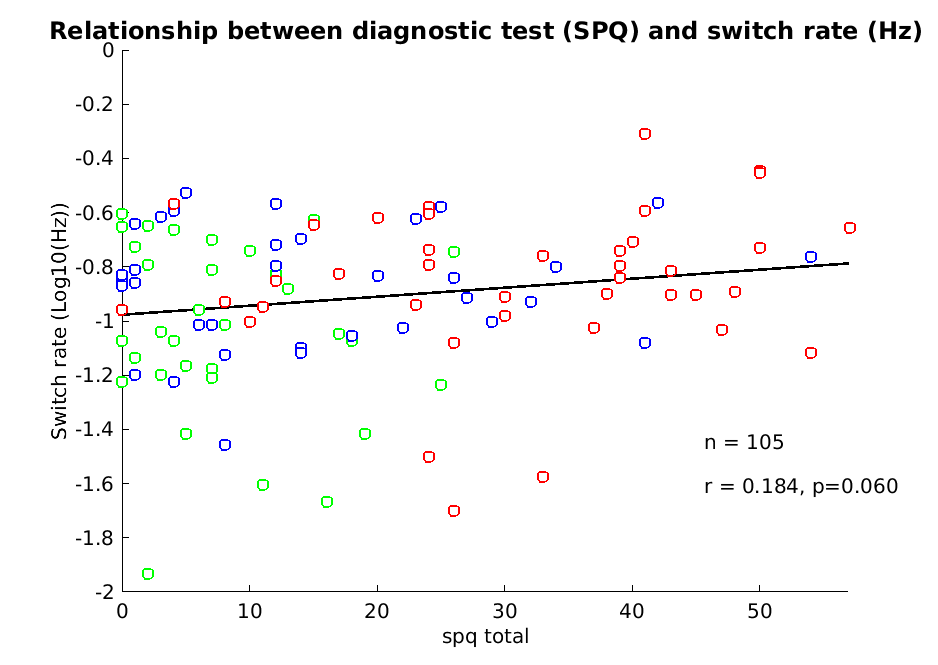 Relationship between diagnostic test (SPQ) and switch rate (Hz)
0
-0.2
-0.4
-0.6
-0.8
-1
-1.2
-1.4
-1.6
-1.8
-2
Switch rate (Log10(Hz))
n = 105
r = 0.184, p=0.060
0 10 20 30 40 50
spq total